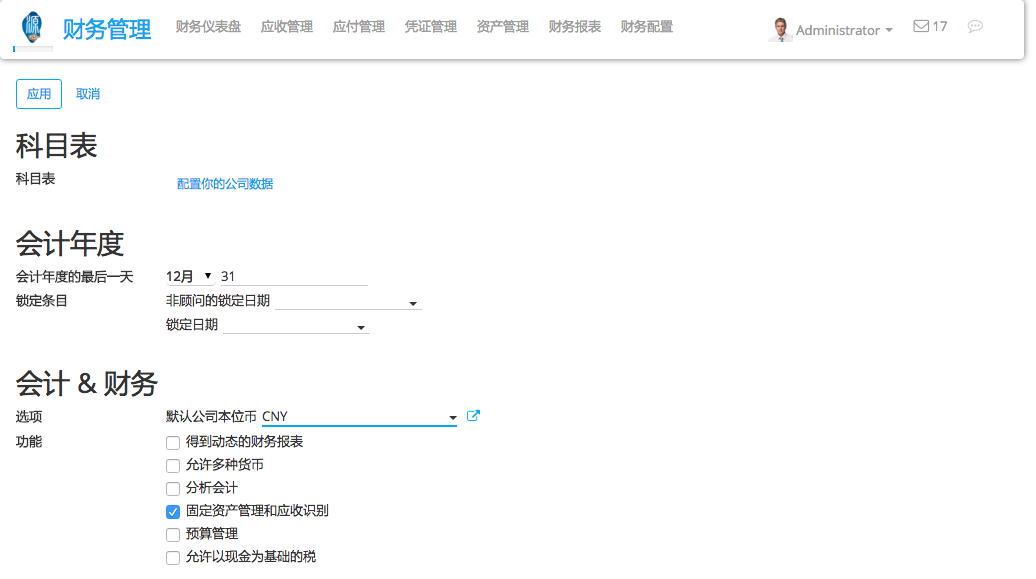 源
财务管理 财务仪表盘 应收管理 应付管理 凭证管理 资产管理 财务报表 财务配置 Administrator 17
应用 取消
科目表
科目表 配置你的公司数据
会计年度
会计年度的最后一天 12月 31
锁定条目 非顾问的锁定日期
锁定日期
会计 & 财务
选项 默认公司本位币 CNY
功能 得到动态的财务报表
允许多种货币
分析会计
固定资产管理和应收识别
预算管理
允许以现金为基础的税